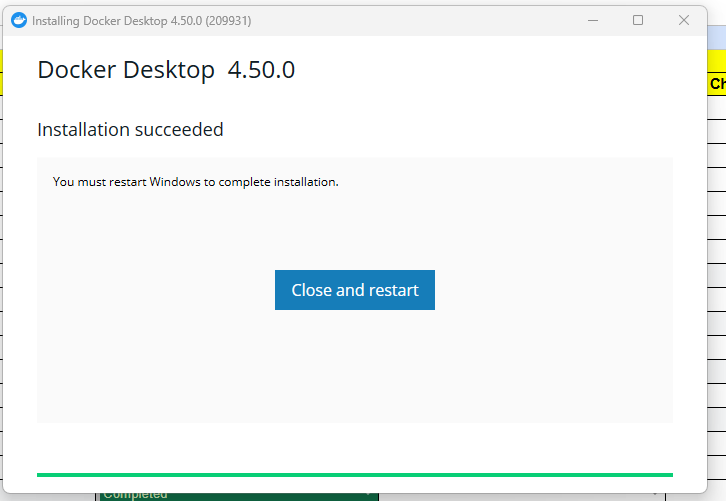 Installing Docker Desktop 4.50.0 (209931)
Docker Desktop 4.50.0
Ch
Installation succeeded
You must restart Windows to complete installation.
Close and restart
Completed